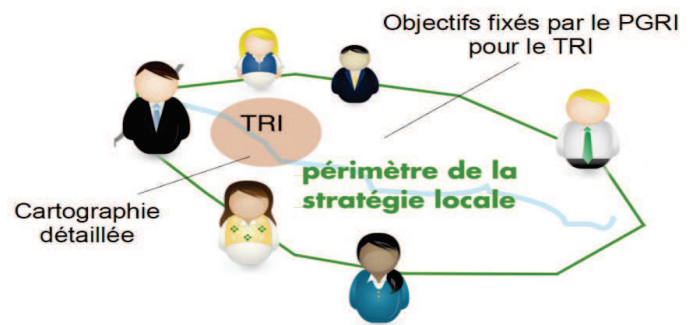 Objectifs fixés par le PGRI
pour le TRI
TRI
périmètre de la
stratégie locale
Cartographie
détaillée